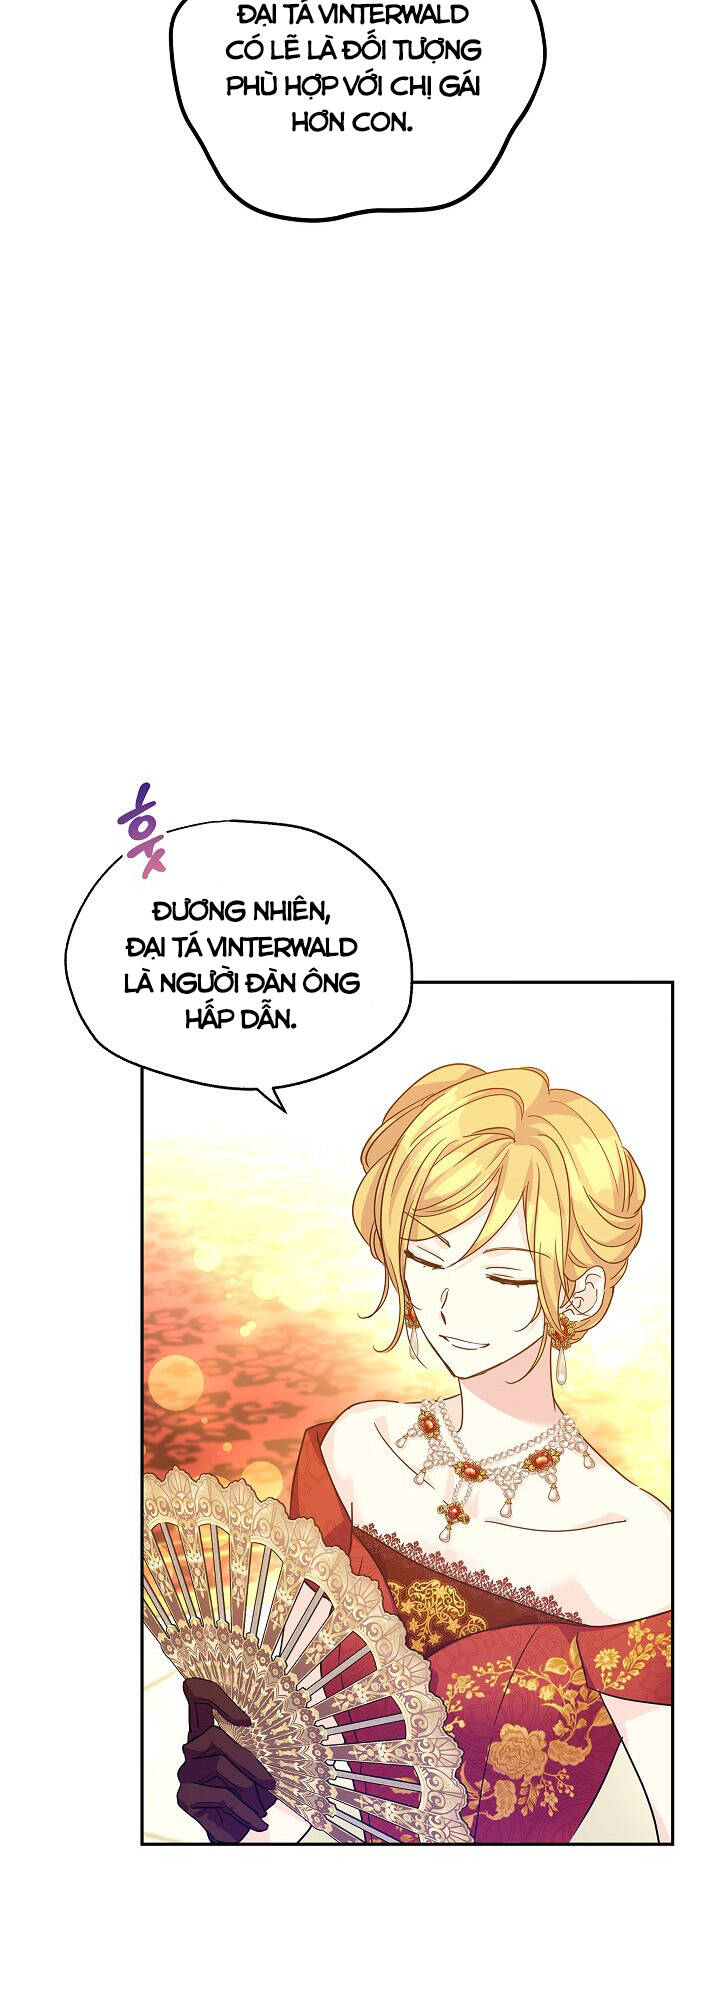 ĐẠI TÁ VINTERWALD
CÓ LẼ LÀ ĐỐI TƯỢNG
PHÙ HỢP VỚI CHỊ GÁI
HƠN CON.
훗
ĐƯƠNG NHIÊN,
ĐẠI TÁ VINTERWALD
LÀ NGƯỜI ĐÀN ÔNG
HẤP DẪN.